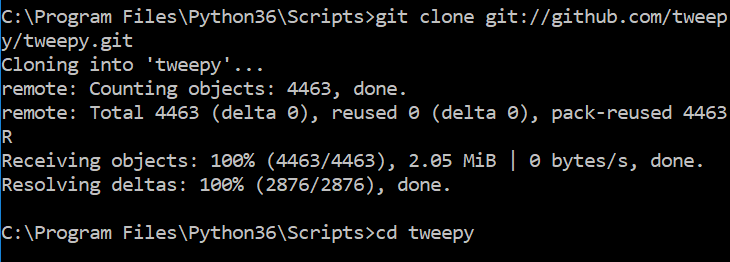 C:\Program Files\Python36\Scripts>git clone git://github.com/tweep
y/tweepy.git
Cloning into 'tweepy'...
remote: Counting objects: 4463, done.
remote: Total 4463 (delta 0), reused 0 (delta 0), pack-reused 4463
R
Receiving objects: 100% (4463/4463), 2.05 MiB | 0 bytes/s, done.
Resolving deltas: 100% (2876/2876), done.
C:\Program Files\Python36\Scripts>cd tweepy